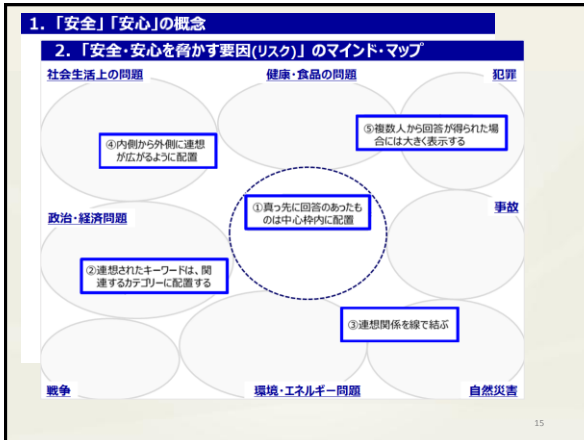 1．「安全」「安心」の概念
2．「安全・安心を脅かす要因(リスク)」のマインド・マップ
社会生活上の問題
健康・食品の問題
犯罪
⑤複数人から回答が得られた場
合には大きく表示する
④内側から外側に連想
が広がるように配置
政治・経済問題
①真っ先に回答のあったも
のは中心枠内に配置
事故
②連想されたキーワードは、関
連するカテゴリーに配置する
③連想関係を線で結ぶ
戦争
環境・エネルギー問題
自然災害
15